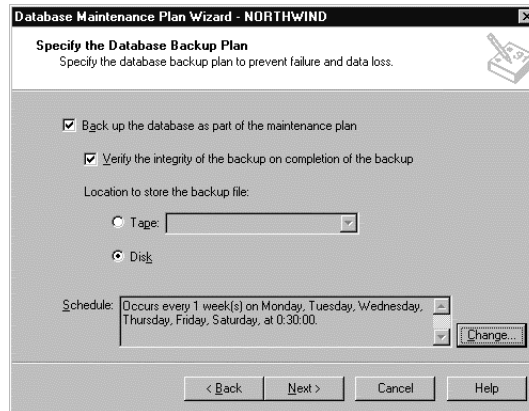 Database Maintenance Plan Wizard - NORTHWIND
Specify the Database Backup Plan
Specify the database backup plan to prevent failure and data loss.
Back up the database as part of the maintenance plan
Verify the integrity of the backup on completion of the backup
Location to store the backup file:
Tape:
Disk
Schedule: Occurs every 1 week(s) on Monday, Tuesday, Wednesday,
Thursday, Friday, Saturday, at 0:30:00.
Change...
< Back Next > Cancel Help